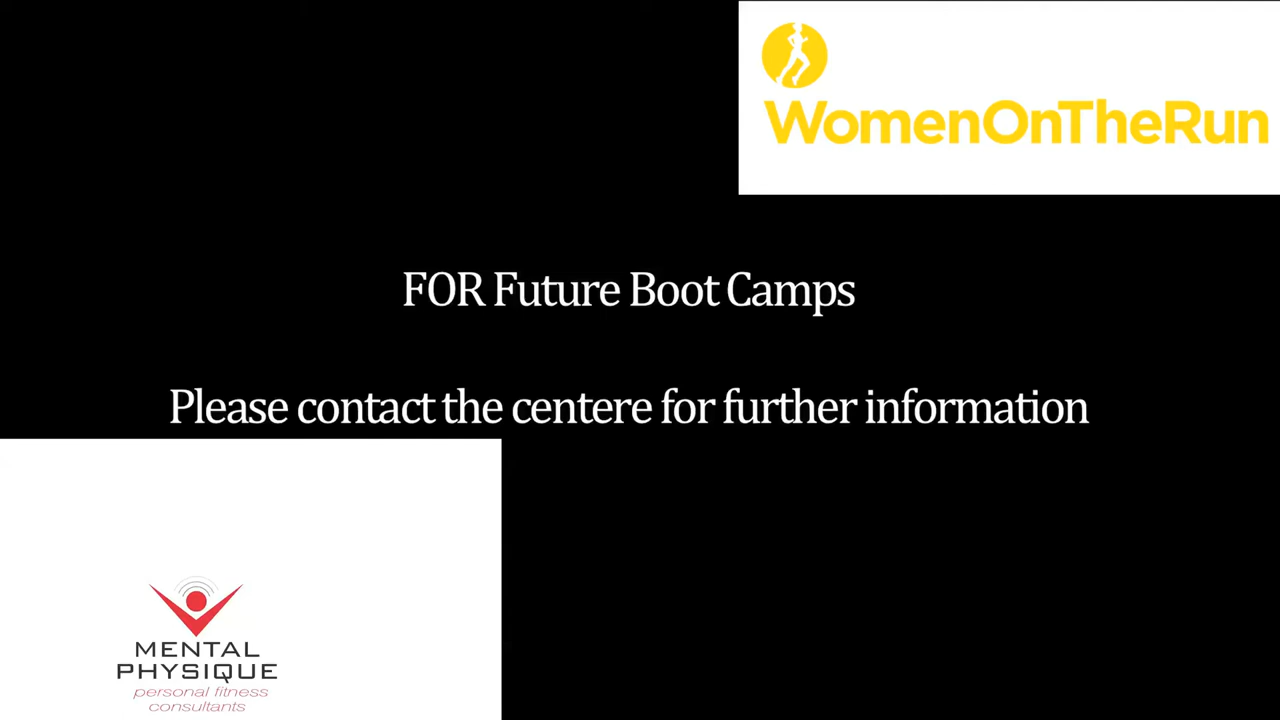 WomenOnTheRun
FOR Future Boot Camps
Please contact the centere for further information
MENTAL
PHYSIQUE
personal fitness
consultants